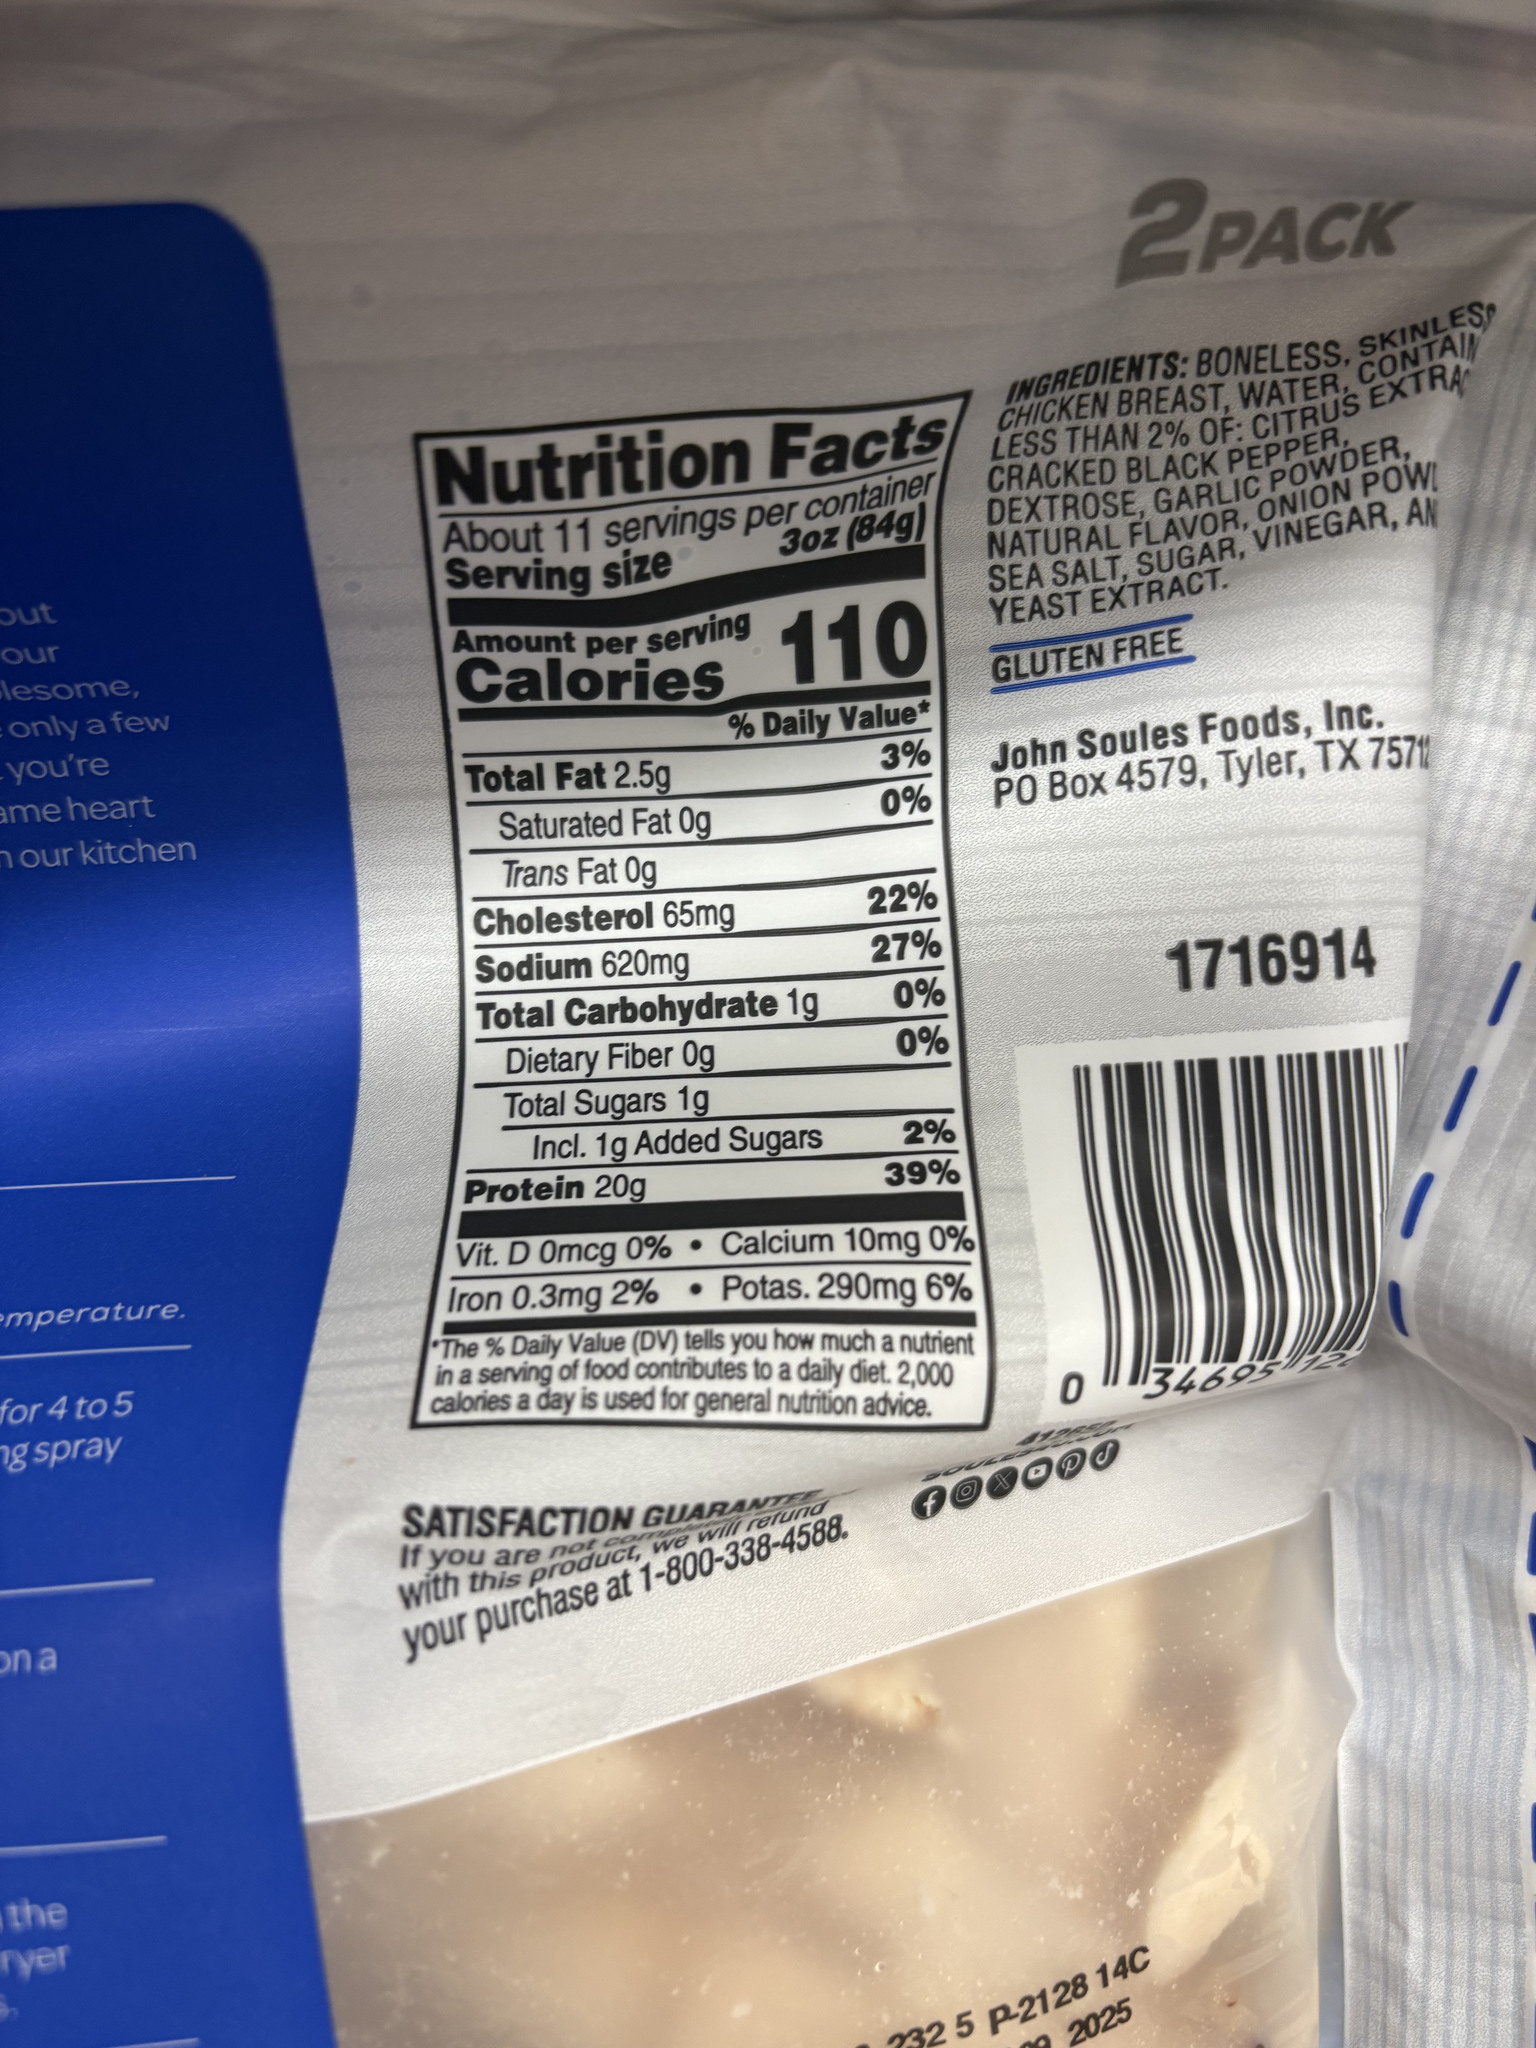 2PACK
INGREDIENTS: BONELESS, SKINLESS
CHICKEN BREAST, WATER, CONTAIN
LESS THAN 2% OF: CITRUS EXTRAC
CRACKED BLACK PEPPER,
DEXTROSE, GARLIC POWDER,
NATURAL FLAVOR, ONION POW
SEA SALT, SUGAR, VINEGAR, AN
YEAST EXTRACT.
GLUTEN FREE
John Soules Foods, Inc.
PO Box 4579, Tyler, TX 75712
1716914
0 34695 12
Nutrition Facts
About 11 servings per container
Serving size 3oz (84g)
Amount per serving
Calories 110
% Daily Value*
Total Fat 2.5g 3%
Saturated Fat 0g 0%
Trans Fat 0g
Cholesterol 65mg 22%
Sodium 620mg 27%
Total Carbohydrate 1g 0%
Dietary Fiber 0g 0%
Total Sugars 1g
Incl. 1g Added Sugars 2%
Protein 20g 39%
Vit. D 0mcg 0% • Calcium 10mg 0%
Iron 0.3mg 2% • Potas. 290mg 6%
*The % Daily Value (DV) tells you how much a nutrient
in a serving of food contributes to a daily diet. 2,000
calories a day is used for general nutrition advice.
SATISFACTION GUARANTEE
If you are not
with this product, we will refund
your purchase at 1-800-338-4588.
out
our
lesome,
only a few
you're
ame heart
our kitchen
emperature.
for 4 to 5
ng spray
on a
the
ryer
232 5 P-2128 14C
2025